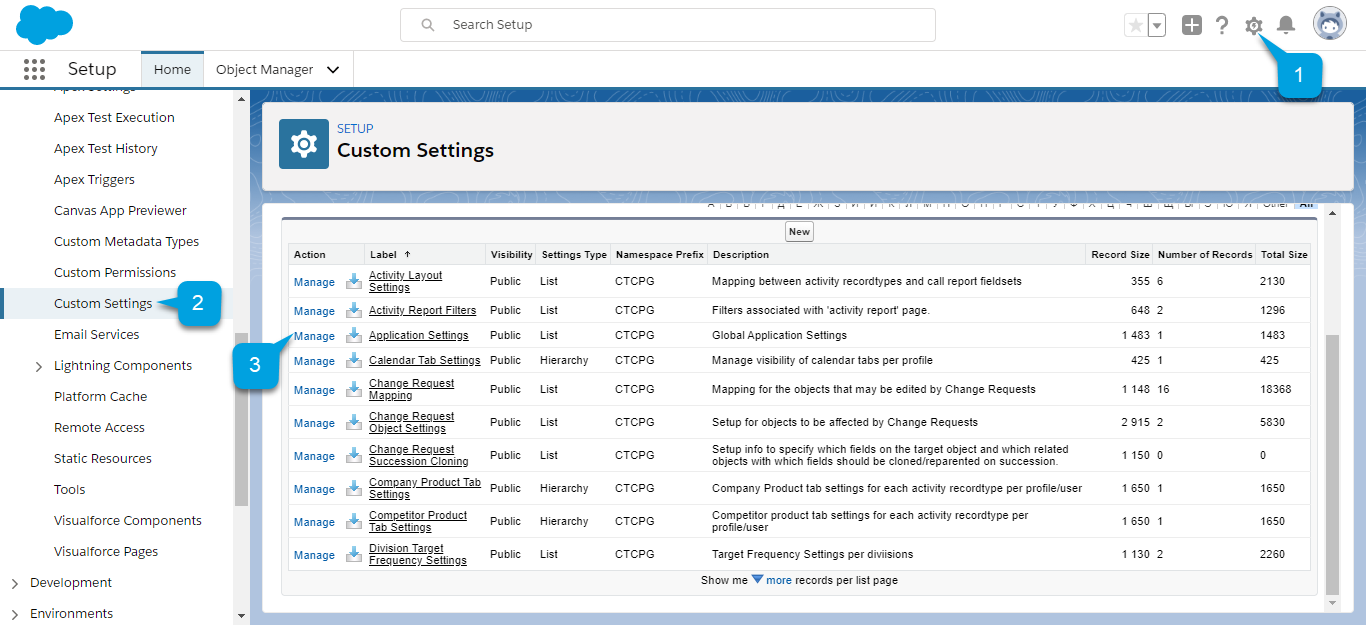 Search Setup
1
Setup
Home
Object Manager
Apex Settings
Apex Test Execution
Apex Test History
Apex Triggers
Canvas App Previewer
Custom Metadata Types
Custom Permissions
Custom Settings
2
Email Services
Lightning Components
3
Platform Cache
Remote Access
Static Resources
Tools
Visualforce Components
Visualforce Pages
Development
Environments
SETUP
Custom Settings
Other All
New
Action Label Visibility Settings Type Namespace Prefix Description Record Size Number of Records Total Size
Manage Activity Layout Settings Public List CTCPG Mapping between activity recordtypes and call report fieldsets 355 6 2130
Manage Activity Report Filters Public List CTCPG Filters associated with 'activity report' page. 648 2 1296
Manage Application Settings Public List CTCPG Global Application Settings 1 483 1 1483
Manage Calendar Tab Settings Public Hierarchy CTCPG Manage visibility of calendar tabs per profile 425 1 425
Manage Change Request Mapping Public List CTCPG Mapping for the objects that may be edited by Change Requests 1 148 16 18368
Manage Change Request Object Settings Public List CTCPG Setup for objects to be affected by Change Requests 2 915 2 5830
Manage Change Request Succession Cloning Public List CTCPG Setup info to specify which fields on the target object and which related objects with which fields should be cloned/reparented on succession. 1 150 0 0
Manage Company Product Tab Settings Public Hierarchy CTCPG Company Product tab settings for each activity recordtype per profile/user 1 650 1 1650
Manage Competitor Product Tab Settings Public Hierarchy CTCPG Competitor product tab settings for each activity recordtype per profile/user 1 650 1 1650
Manage Division Target Frequency Settings Public List CTCPG Target Frequency Settings per diviisions 1 130 2 2260
Show me more records per list page